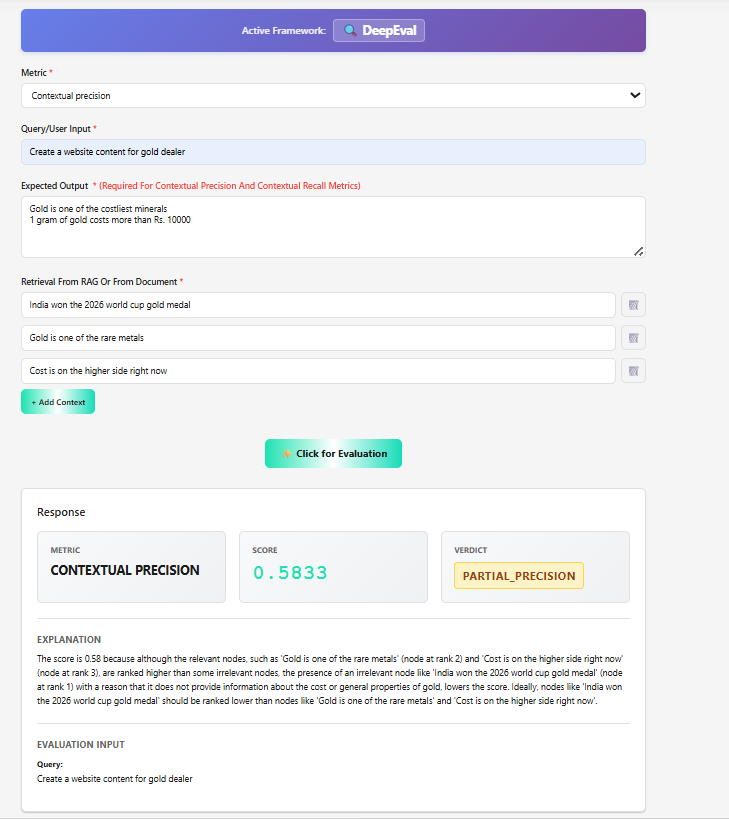 Active Framework: 🔍 DeepEval
Metric *
Contextual precision
Query/User Input *
Create a website content for gold dealer
Expected Output * (Required For Contextual Precision And Contextual Recall Metrics)
Gold is one of the costliest minerals
1 gram of gold costs more than Rs. 10000
Retrieval From RAG Or From Document *
India won the 2026 world cup gold medal
Gold is one of the rare metals
Cost is on the higher side right now
+ Add Context
✨ Click for Evaluation
Response
METRIC
CONTEXTUAL PRECISION
SCORE
0.5833
VERDICT
PARTIAL_PRECISION
EXPLANATION
The score is 0.58 because although the relevant nodes, such as 'Gold is one of the rare metals' (node at rank 2) and 'Cost is on the higher side right now'
(node at rank 3), are ranked higher than some irrelevant nodes, the presence of an irrelevant node like 'India won the 2026 world cup gold medal' (node
at rank 1) with a reason that it does not provide information about the cost or general properties of gold, lowers the score. Ideally, nodes like 'India won
the 2026 world cup gold medal' should be ranked lower than nodes like 'Gold is one of the rare metals' and 'Cost is on the higher side right now'.
EVALUATION INPUT
Query:
Create a website content for gold dealer